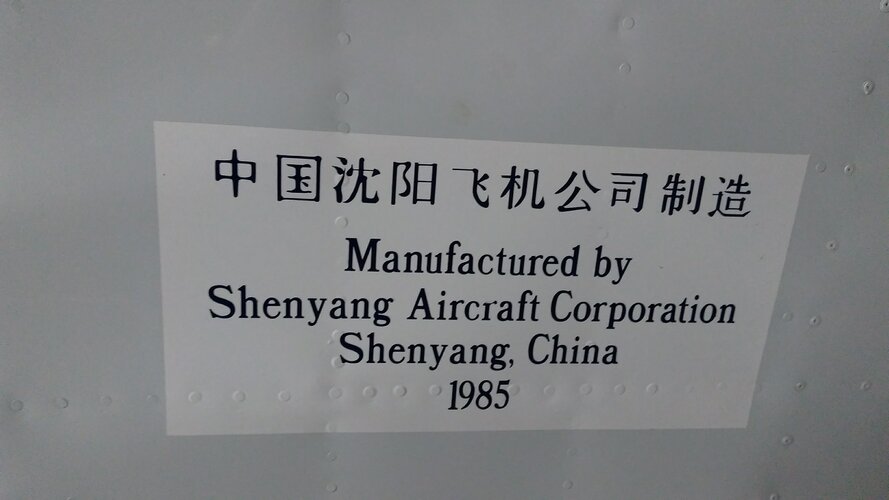 中国沈阳飞机公司制造
Manufactured by
Shenyang Aircraft Corporation
Shenyang, China
1985